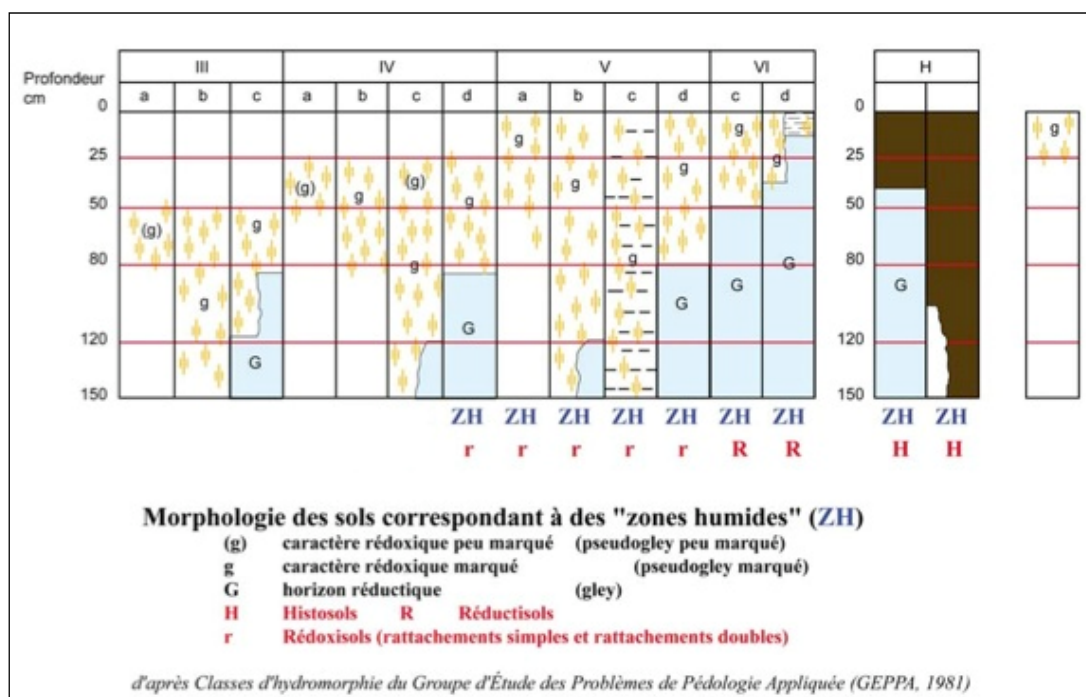 III IV V VI H
Profondeur
cm
a b c a b c d a b c d c d
0 0
g g g
(g) (g) g g
25 25
g g g g
50 50
(g) g g
80 80
g g G G G G
G
120 120
G
150 150
ZH ZH ZH ZH ZH ZH ZH ZH ZH
r r r r r R R H H
Morphologie des sols correspondant à des "zones humides" (ZH)
(g) caractère rédoxique peu marqué (pseudogley peu marqué)
g caractère rédoxique marqué (pseudogley marqué)
G horizon réductique (gley)
H Histosols R Réductisols
r Rédoxisols (rattachements simples et rattachements doubles)
d'après Classes d'hydromorphie du Groupe d'Étude des Problèmes de Pédologie Appliquée (GEPPA, 1981)